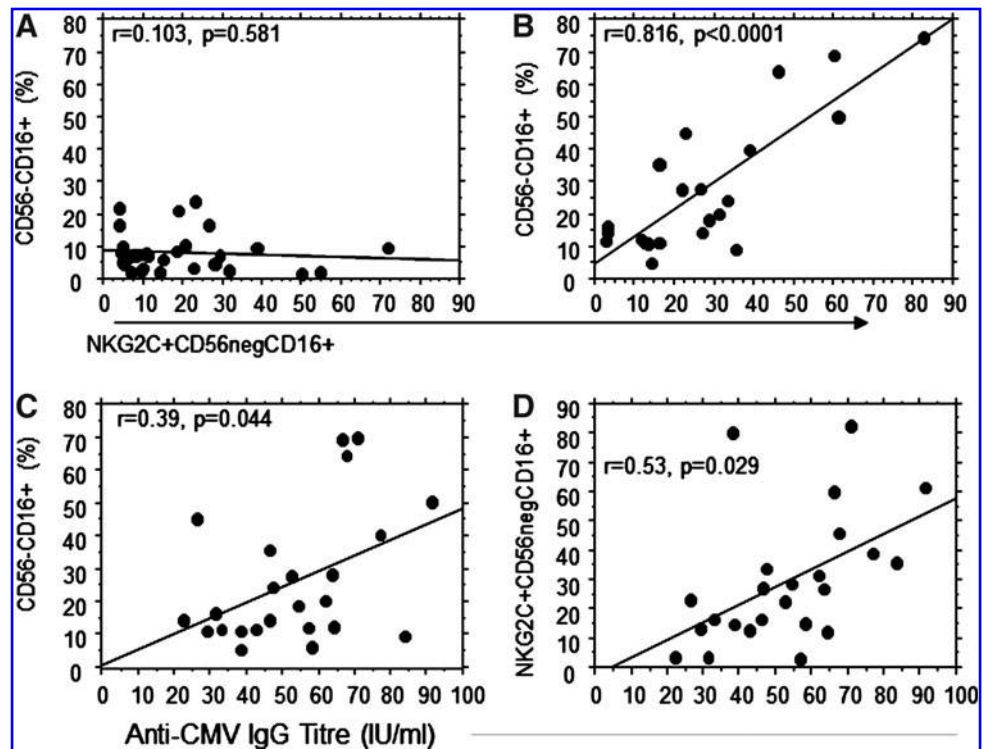 A
r=0.103, p=0.581
CD56-CD16+ (%)
80
70
60
50
40
30
20
10
0
0 10 20 30 40 50 60 70 80 90
B
r=0.816, p<0.0001
CD56-CD16+ (%)
80
70
60
50
40
30
20
10
0
0 10 20 30 40 50 60 70 80 90
NKG2C+CD56negCD16+
C
r=0.39, p=0.044
CD56-CD16+ (%)
80
70
60
50
40
30
20
10
0
0 10 20 30 40 50 60 70 80 90 100
D
r=0.53, p=0.029
NKG2C+CD56negCD16+
90
80
70
60
50
40
30
20
10
0
0 10 20 30 40 50 60 70 80 90 100
Anti-CMV IgG Titre (IU/ml)